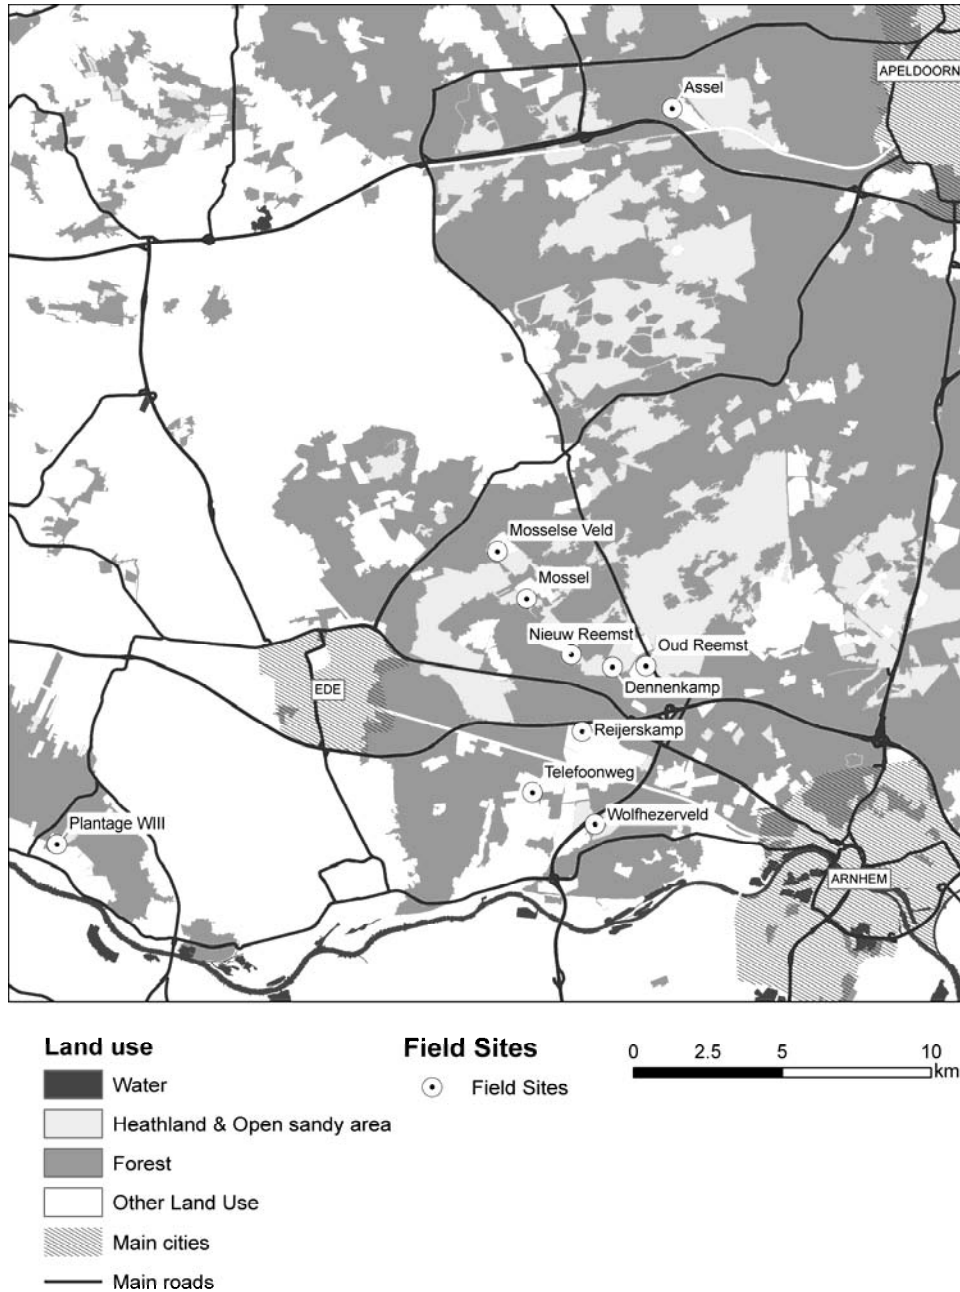 APELDOORN
Assel
Mosselse Veld
Mossel
Nieuw Reemst
Oud Reemst
Dennenkamp
EDE
Reijerskamp
Telefoonweg
Wolfhezerveld
Plantage WIII
ARNHEM
Land use
Water
Heathland & Open sandy area
Forest
Other Land Use
Main cities
Main roads
Field Sites
Field Sites
0 2.5 5 10
km